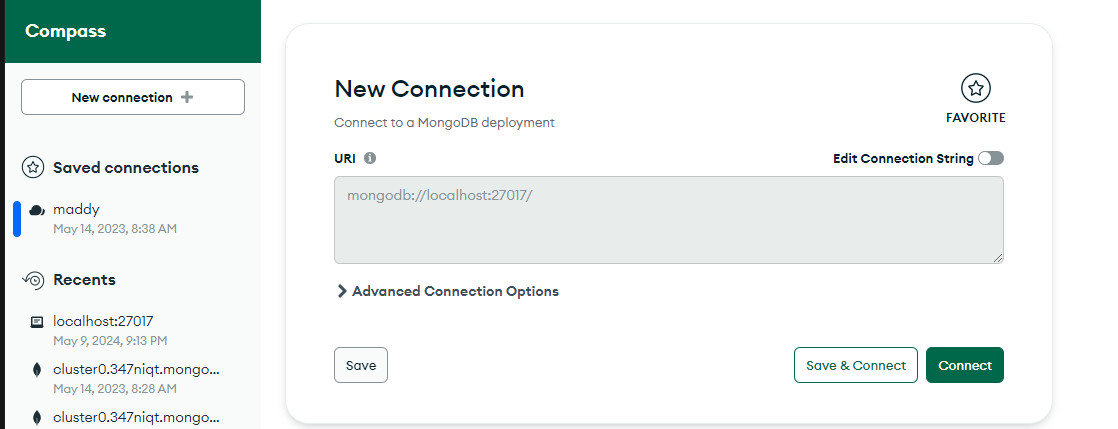 Compass
New connection
Saved connections
maddy
May 14, 2023, 8:38 AM
Recents
localhost:27017
May 9, 2024, 9:13 PM
cluster0.347niqt.mongo...
May 14, 2023, 8:28 AM
cluster0.347niqt.mongo...
New Connection
FAVORITE
Connect to a MongoDB deployment
URI
Edit Connection String
mongodb://localhost:27017/
Advanced Connection Options
Save
Save & Connect
Connect